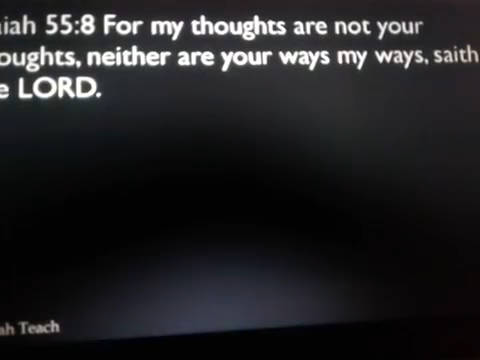 iah 55:8 For my thoughts are not your
oughts, neither are your ways my ways, saith
e LORD.
ah Teach